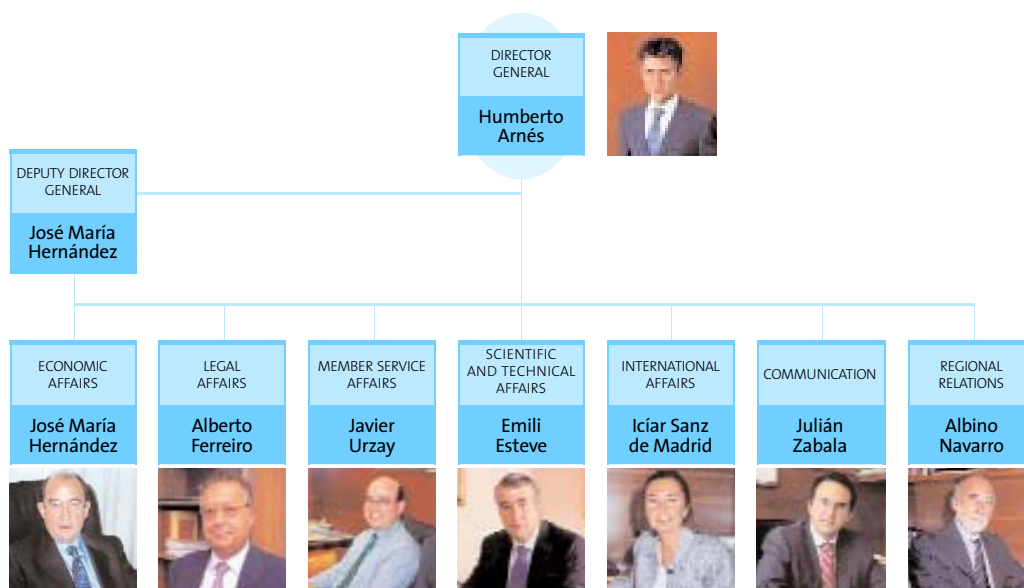 DIRECTOR
GENERAL
Humberto
Arnés
DEPUTY DIRECTOR
GENERAL
José María
Hernández
ECONOMIC
AFFAIRS
José María
Hernández
LEGAL
AFFAIRS
Alberto
Ferreiro
MEMBER SERVICE
AFFAIRS
Javier
Urzay
SCIENTIFIC
AND TECHNICAL
AFFAIRS
Emili
Esteve
INTERNATIONAL
AFFAIRS
Icíar Sanz
de Madrid
COMMUNICATION
Julián
Zabala
REGIONAL
RELATIONS
Albino
Navarro